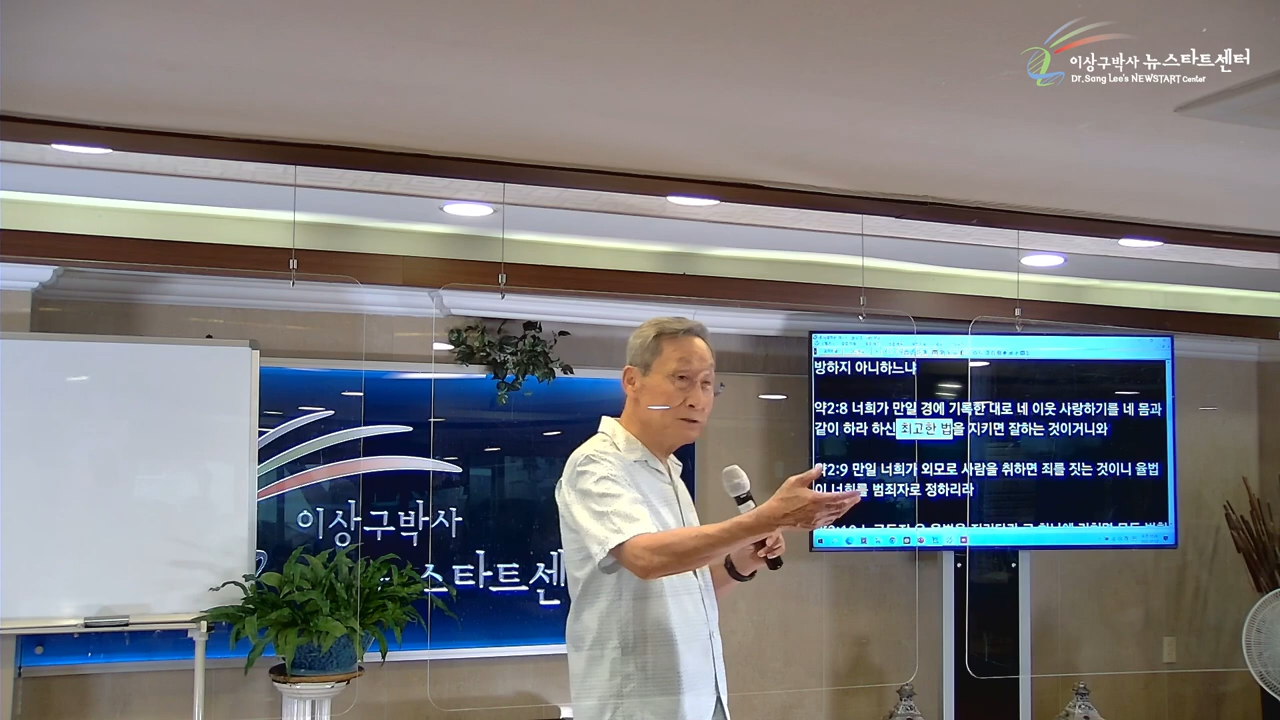 이상구박사 뉴스타트센터
Dr. Sang Lee's NEWSTART Center
방하지 아니하느냐
약2:8 너희가 만일 경에 기록한 대로 네 이웃 사랑하기를 네 몸과
같이 하라 하신 최고한 법을 지키면 잘하는 것이거니와
약2:9 만일 너희가 외모로 사람을 취하면 죄를 짓는 것이니 율법
이 너희를 범죄자로 정하리라
이상구박사
스타트센